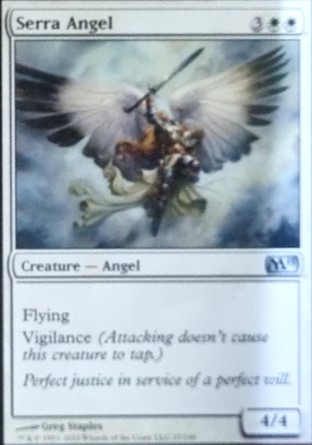 Serra Angel 3
Creature — Angel
Flying
Vigilance (Attacking doesn't cause
this creature to tap.)
Perfect justice in service of a perfect will.
Greg Staples
4/4